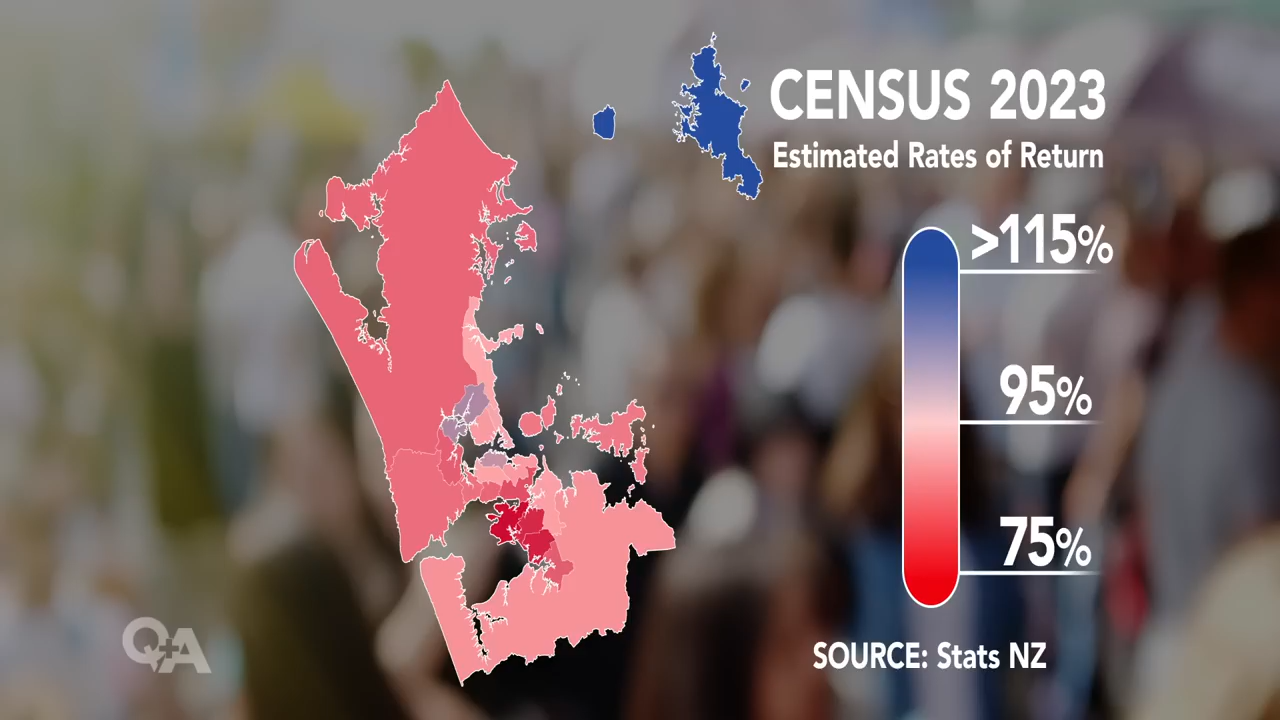 CENSUS 2023
Estimated Rates of Return
>115%
95%
75%
SOURCE: Stats NZ
Q+A